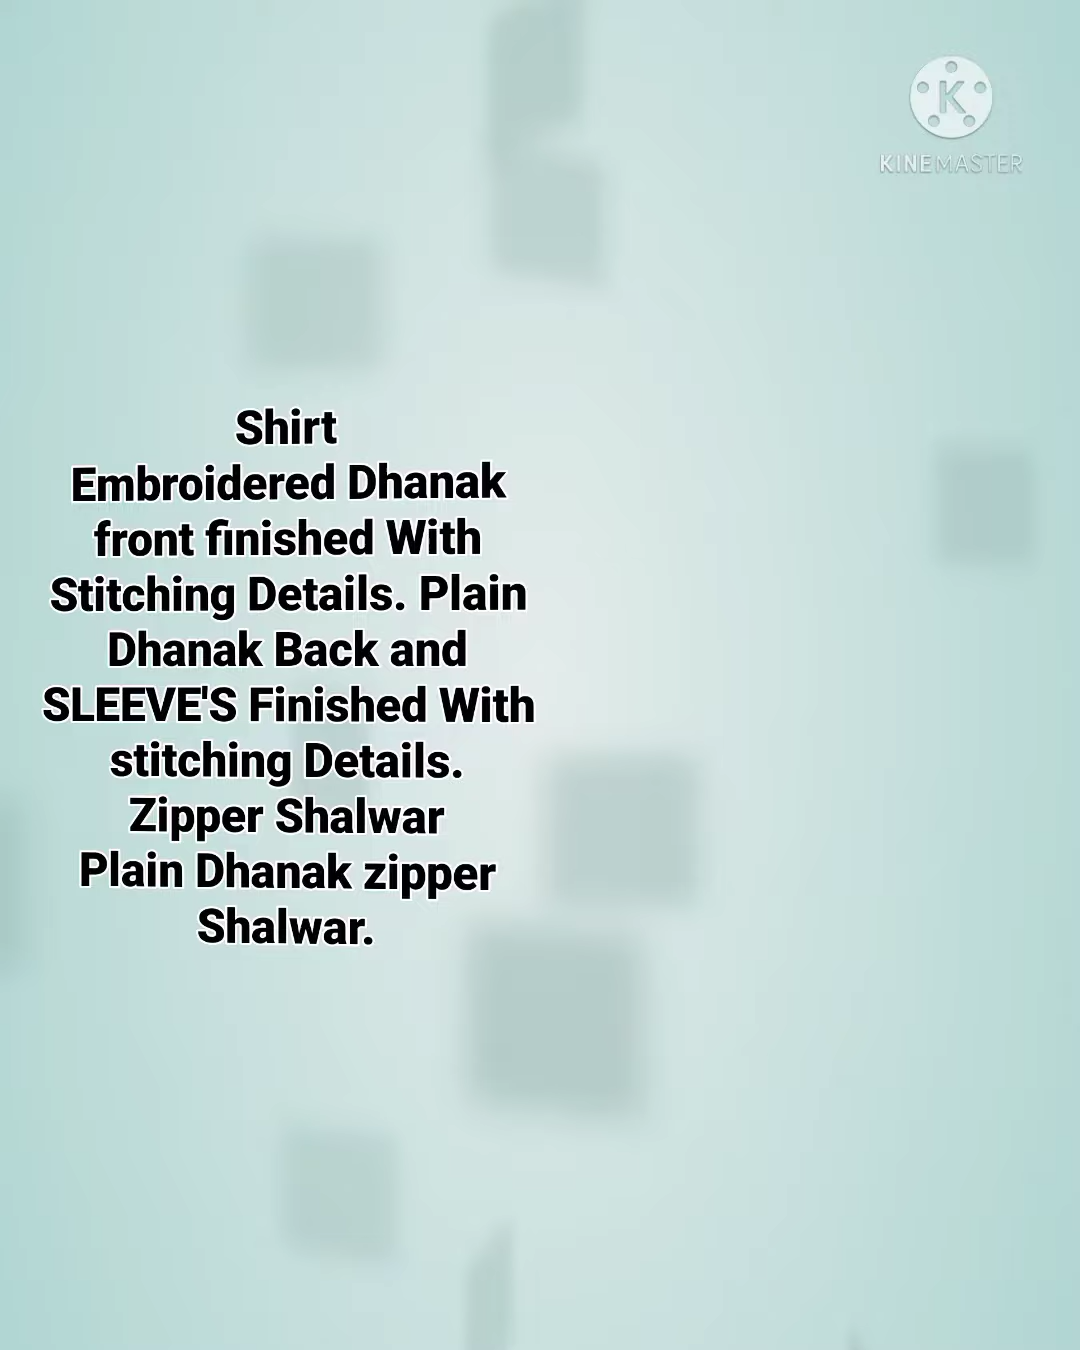 KINEMASTER
Shirt
Embroidered Dhanak
front finished With
Stitching Details. Plain
Dhanak Back and
SLEEVE'S Finished With
stitching Details.
Zipper Shalwar
Plain Dhanak zipper
Shalwar.